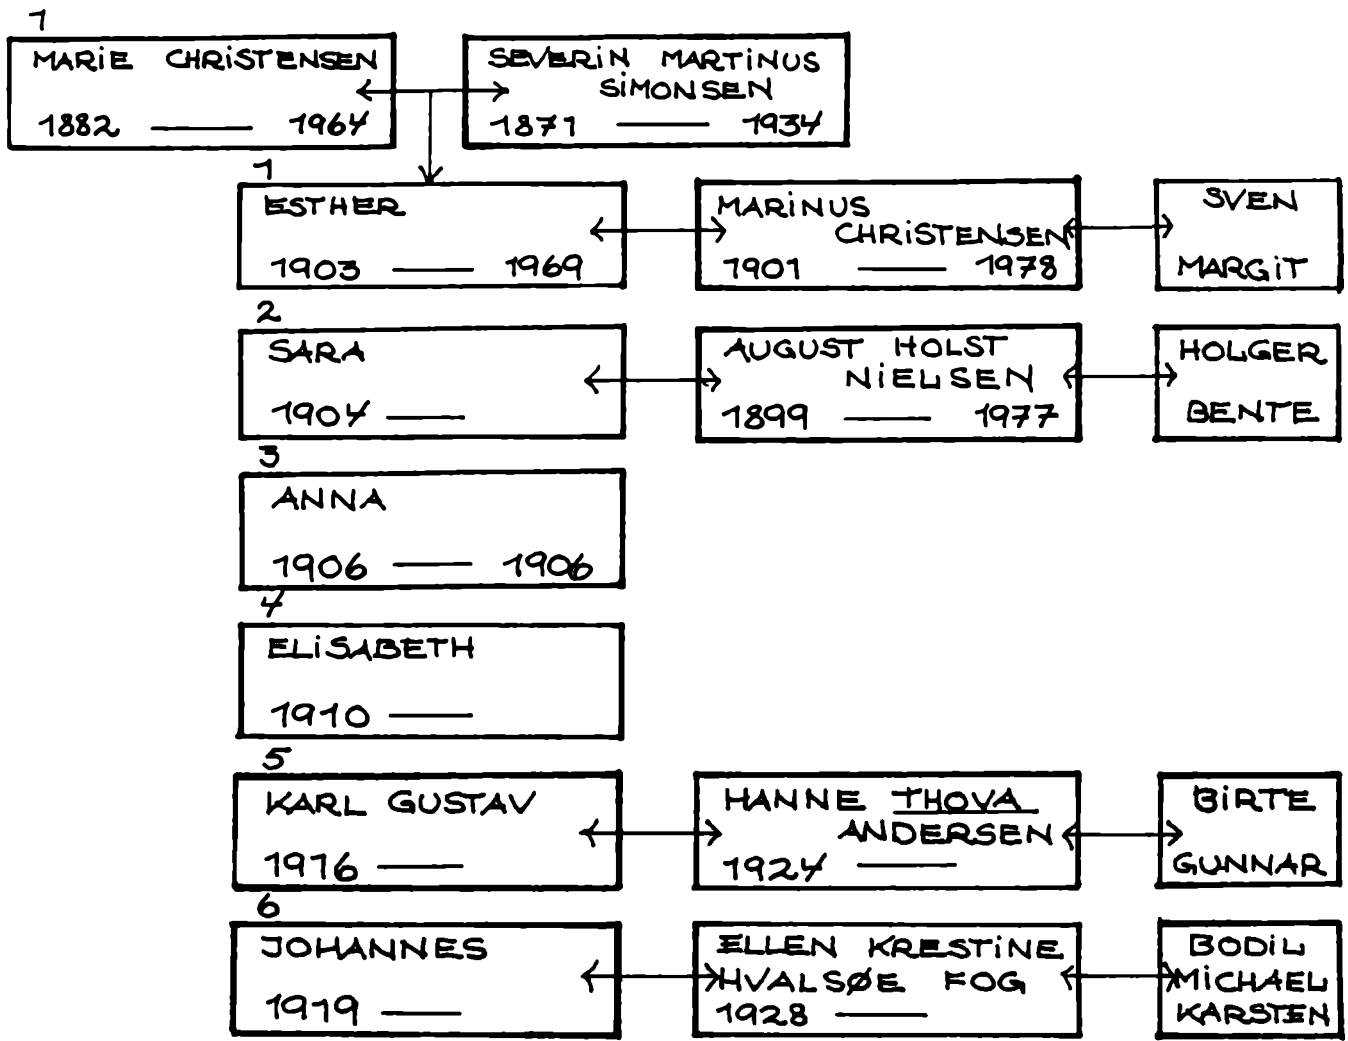 1
MARIE CHRISTENSEN
1882 — 1964
SEVERIN MARTINUS
SIMONSEN
1871 — 1934
1
ESTHER
1903 — 1969
MARINUS
CHRISTENSEN
1901 — 1978
SVEN
MARGIT
2
SARA
1904 —
AUGUST HOLST
NIELSEN
1899 — 1977
HOLGER
BENTE
3
ANNA
1906 — 1906
4
ELISABETH
1910 —
5
KARL GUSTAV
1916 —
HANNE THOVA
ANDERSEN
1924 —
BIRTE
GUNNAR
6
JOHANNES
1919 —
ELLEN KRESTINE
HVALSØE FOG
1928 —
BODIL
MICHAEL
KARSTEN